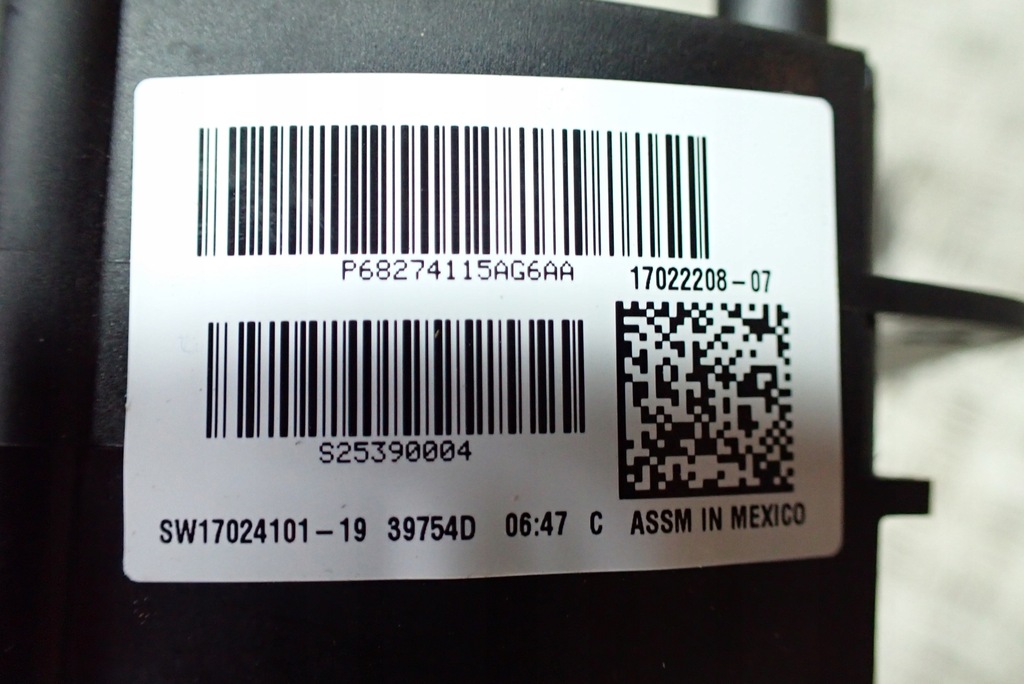 P68274115AG6AA
17022208-07
S25390004
SW17024101-19 39754D 06:47 C ASSM IN MEXICO